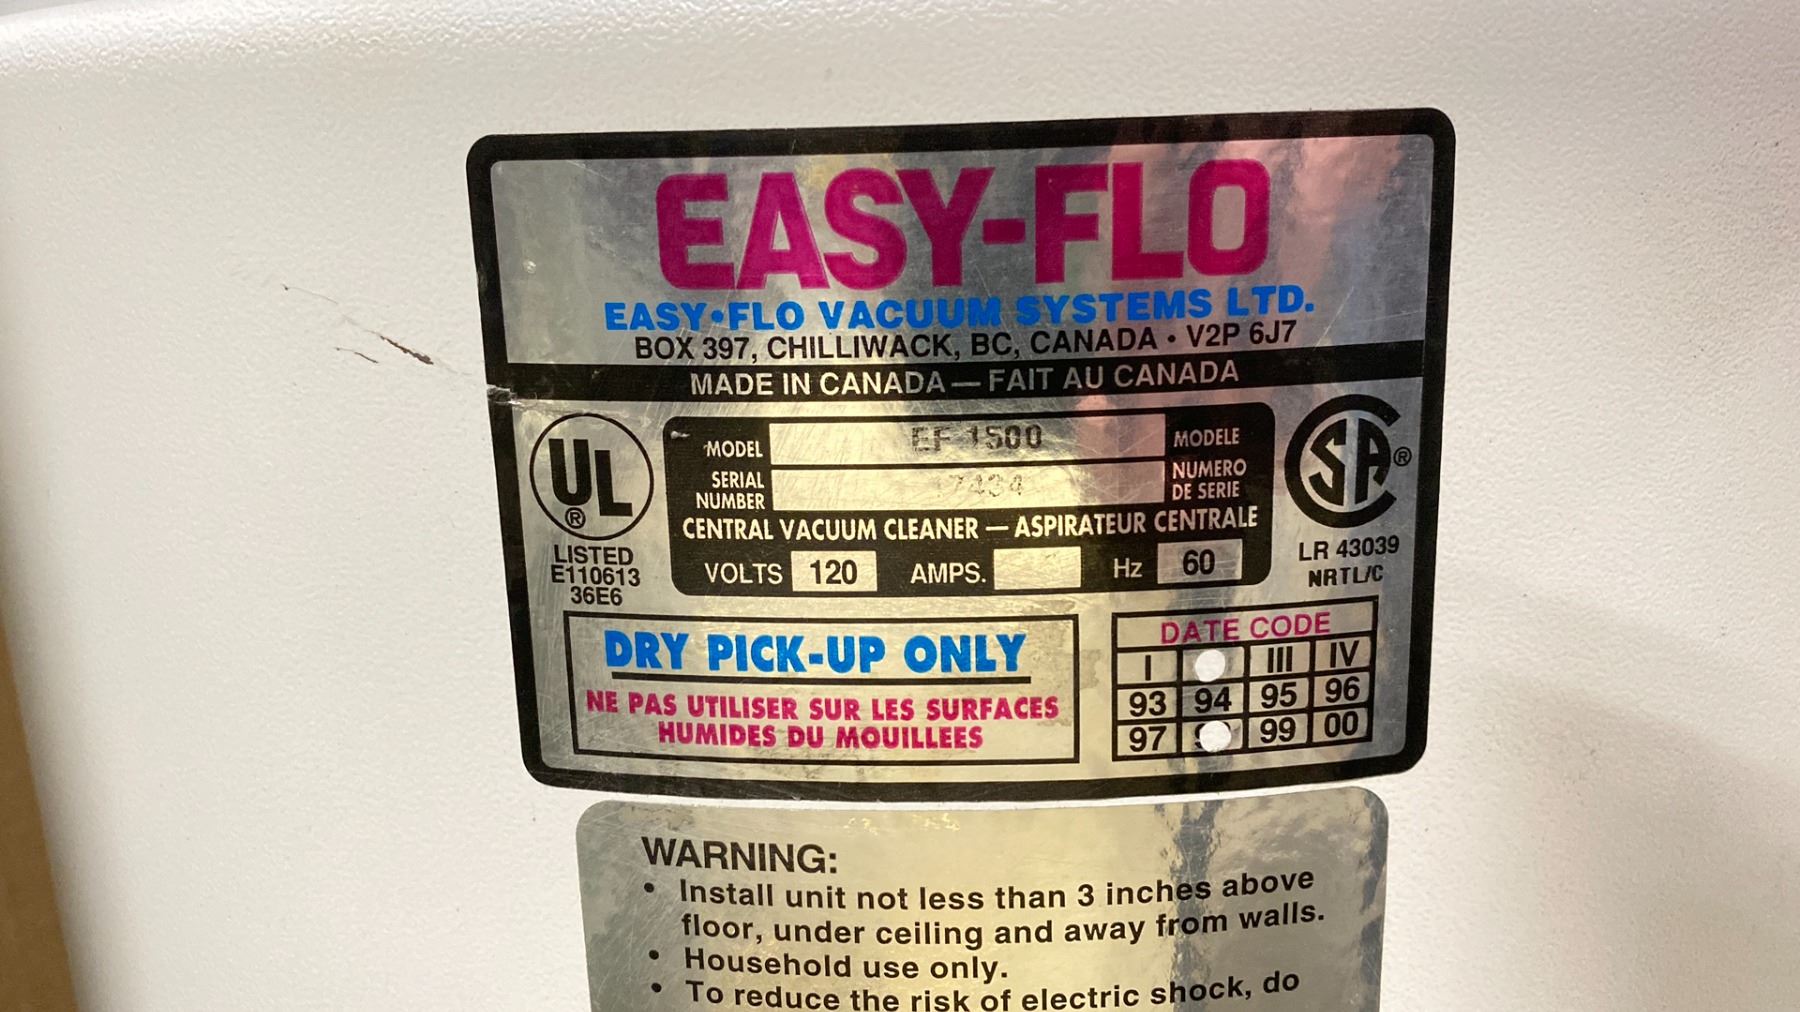 EASY-FLO
EASY•FLO VACUUM SYSTEMS LTD.
BOX 397, CHILLIWACK, BC, CANADA • V2P 6J7
MADE IN CANADA — FAIT AU CANADA
UL®
LISTED
E110613
36E6
MODEL EF 1500 MODELE
SERIAL NUMBER 7434 NUMERO DE SERIE
CENTRAL VACUUM CLEANER — ASPIRATEUR CENTRALE
VOLTS 120 AMPS. Hz 60
SA®
LR 43039
NRTL/C
DRY PICK-UP ONLY
NE PAS UTILISER SUR LES SURFACES
HUMIDES DU MOUILLEES
DATE CODE
I III IV
93 94 95 96
97 99 00
WARNING:
• Install unit not less than 3 inches above
floor, under ceiling and away from walls.
• Household use only.
• To reduce the risk of electric shock, do